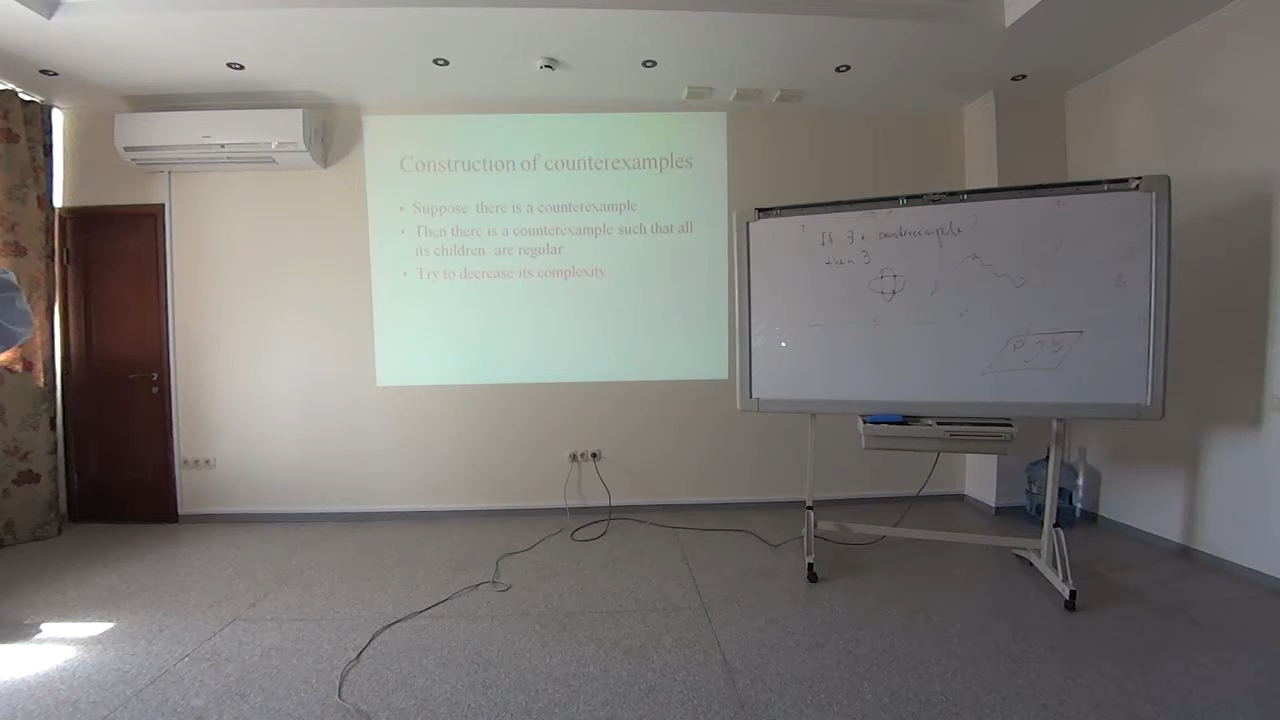 Construction of counterexamples
• Suppose there is a counterexample
• Then there is a counterexample such that all
its children are regular.
• Try to decrease its complexity
If ∃ a counterexample
then ∃